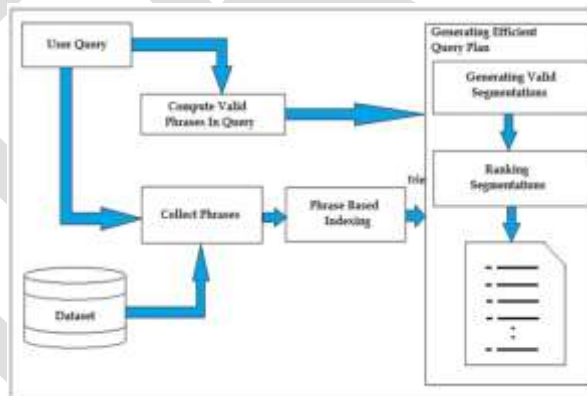 User Query
Generating Efficient
Query Plan
Generating Valid
Segmentations
Compute Valid
Phrases In Query
Trie
Ranking
Segmentations
Collect Phrases
Phrase Based
Indexing
Dataset